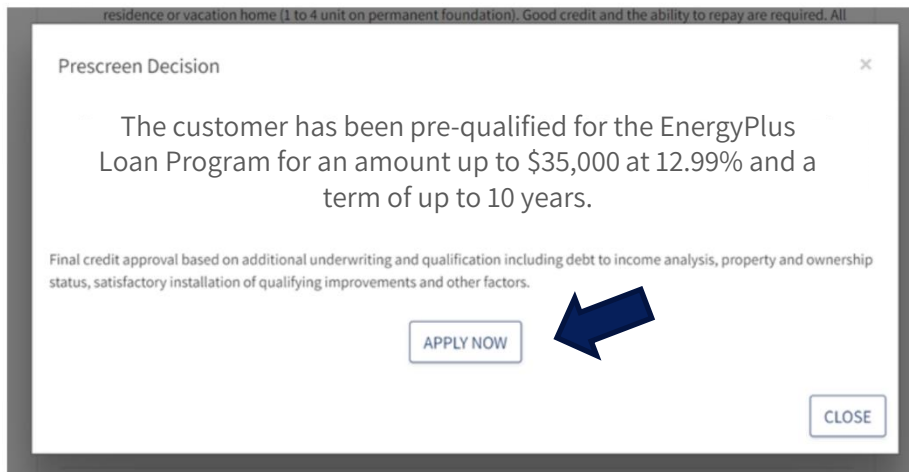 residence or vacation home (1 to 4 unit on permanent foundation). Good credit and the ability to repay are required. All
Prescreen Decision
×
The customer has been pre-qualified for the EnergyPlus
Loan Program for an amount up to $35,000 at 12.99% and a
term of up to 10 years.
Final credit approval based on additional underwriting and qualification including debt to income analysis, property and ownership
status, satisfactory installation of qualifying improvements and other factors.
APPLY NOW
CLOSE